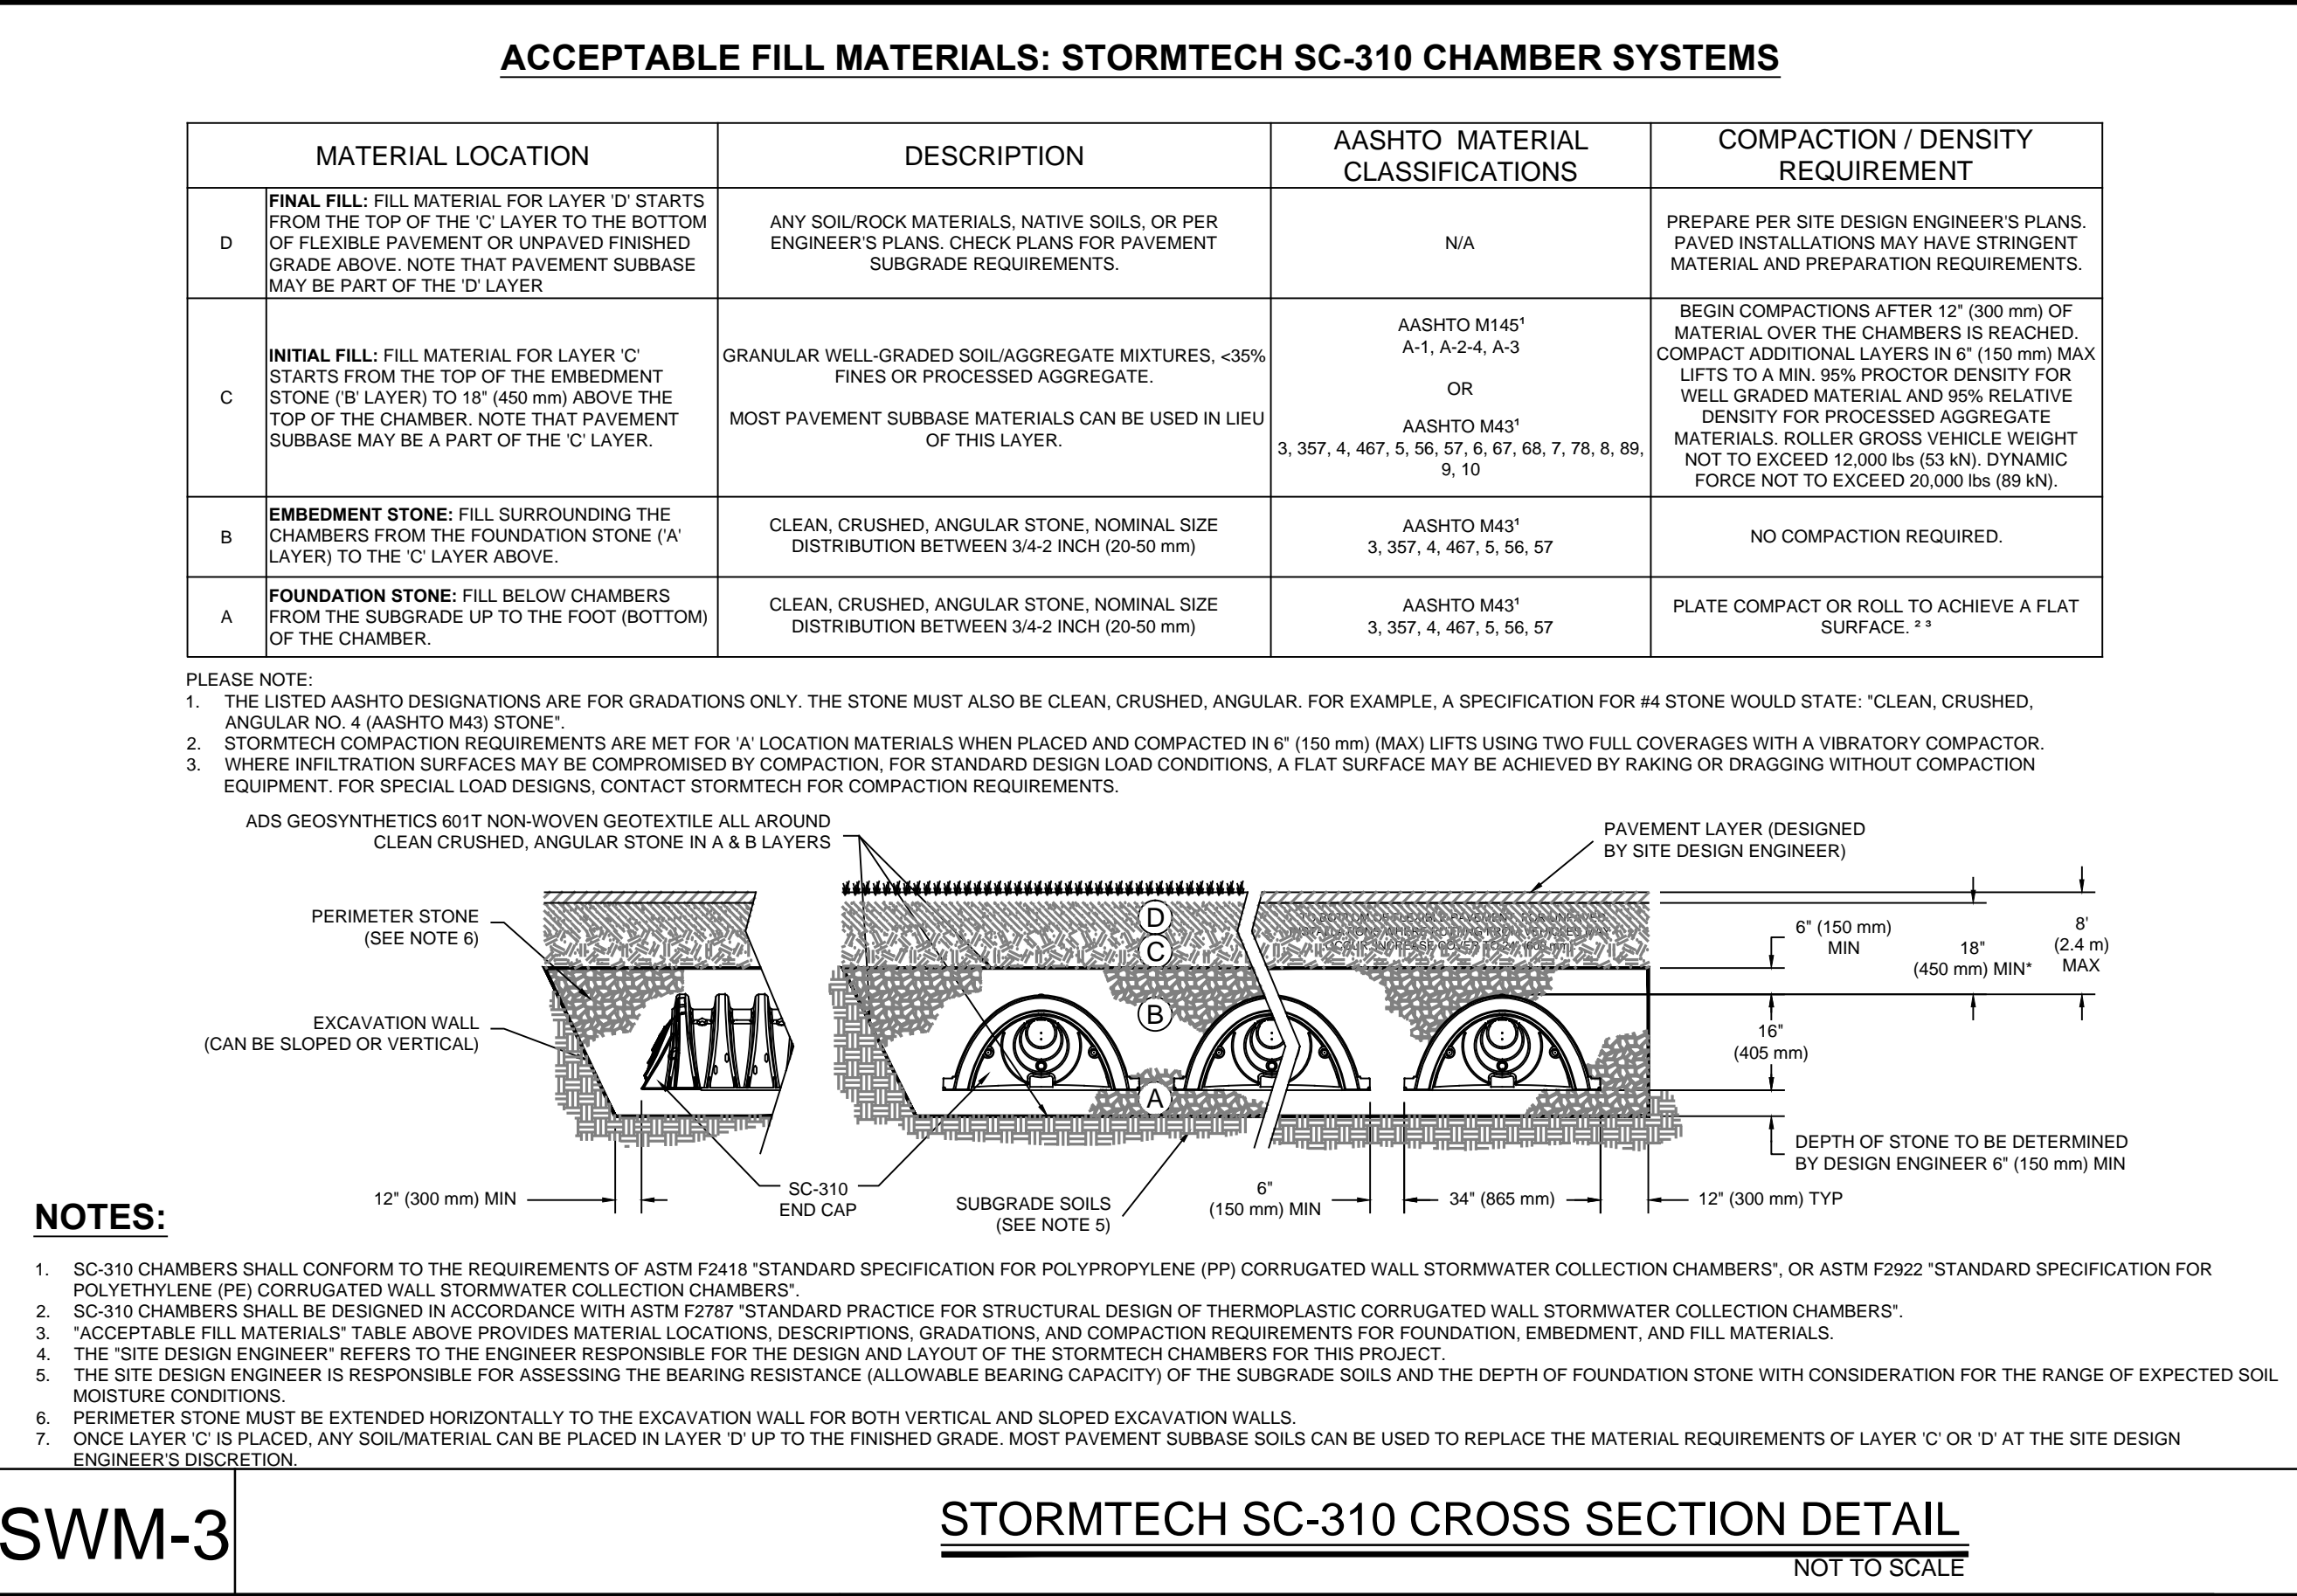 ACCEPTABLE FILL MATERIALS: STORMTECH SC-310 CHAMBER SYSTEMS
MATERIAL LOCATION
DESCRIPTION
AASHTO MATERIAL
CLASSIFICATIONS
COMPACTION / DENSITY
REQUIREMENT
D
FINAL FILL: FILL MATERIAL FOR LAYER 'D' STARTS
FROM THE TOP OF THE 'C' LAYER TO THE BOTTOM
OF FLEXIBLE PAVEMENT OR UNPAVED FINISHED
GRADE ABOVE. NOTE THAT PAVEMENT SUBBASE
MAY BE PART OF THE 'D' LAYER
ANY SOIL/ROCK MATERIALS, NATIVE SOILS, OR PER
ENGINEER'S PLANS. CHECK PLANS FOR PAVEMENT
SUBGRADE REQUIREMENTS.
N/A
PREPARE PER SITE DESIGN ENGINEER'S PLANS.
PAVED INSTALLATIONS MAY HAVE STRINGENT
MATERIAL AND PREPARATION REQUIREMENTS.
C
INITIAL FILL: FILL MATERIAL FOR LAYER 'C'
STARTS FROM THE TOP OF THE EMBEDMENT
STONE ('B' LAYER) TO 18" (450 mm) ABOVE THE
TOP OF THE CHAMBER. NOTE THAT PAVEMENT
SUBBASE MAY BE A PART OF THE 'C' LAYER.
GRANULAR WELL-GRADED SOIL/AGGREGATE MIXTURES, <35%
FINES OR PROCESSED AGGREGATE.
MOST PAVEMENT SUBBASE MATERIALS CAN BE USED IN LIEU
OF THIS LAYER.
AASHTO M145¹
A-1, A-2-4, A-3
OR
AASHTO M43¹
3, 357, 4, 467, 5, 56, 57, 6, 67, 68, 7, 78, 8, 89,
9, 10
BEGIN COMPACTIONS AFTER 12" (300 mm) OF
MATERIAL OVER THE CHAMBERS IS REACHED.
COMPACT ADDITIONAL LAYERS IN 6" (150 mm) MAX
LIFTS TO A MIN. 95% PROCTOR DENSITY FOR
WELL GRADED MATERIAL AND 95% RELATIVE
DENSITY FOR PROCESSED AGGREGATE
MATERIALS. ROLLER GROSS VEHICLE WEIGHT
NOT TO EXCEED 12,000 lbs (53 kN). DYNAMIC
FORCE NOT TO EXCEED 20,000 lbs (89 kN).
B
EMBEDMENT STONE: FILL SURROUNDING THE
CHAMBERS FROM THE FOUNDATION STONE ('A'
LAYER) TO THE 'C' LAYER ABOVE.
CLEAN, CRUSHED, ANGULAR STONE, NOMINAL SIZE
DISTRIBUTION BETWEEN 3/4-2 INCH (20-50 mm)
AASHTO M43¹
3, 357, 4, 467, 5, 56, 57
NO COMPACTION REQUIRED.
A
FOUNDATION STONE: FILL BELOW CHAMBERS
FROM THE SUBGRADE UP TO THE FOOT (BOTTOM)
OF THE CHAMBER.
CLEAN, CRUSHED, ANGULAR STONE, NOMINAL SIZE
DISTRIBUTION BETWEEN 3/4-2 INCH (20-50 mm)
AASHTO M43¹
3, 357, 4, 467, 5, 56, 57
PLATE COMPACT OR ROLL TO ACHIEVE A FLAT
SURFACE. ² ³
PLEASE NOTE:
1. THE LISTED AASHTO DESIGNATIONS ARE FOR GRADATIONS ONLY. THE STONE MUST ALSO BE CLEAN, CRUSHED, ANGULAR. FOR EXAMPLE, A SPECIFICATION FOR #4 STONE WOULD STATE: "CLEAN, CRUSHED,
ANGULAR NO. 4 (AASHTO M43) STONE".
2. STORMTECH COMPACTION REQUIREMENTS ARE MET FOR 'A' LOCATION MATERIALS WHEN PLACED AND COMPACTED IN 6" (150 mm) (MAX) LIFTS USING TWO FULL COVERAGES WITH A VIBRATORY COMPACTOR.
3. WHERE INFILTRATION SURFACES MAY BE COMPROMISED BY COMPACTION, FOR STANDARD DESIGN LOAD CONDITIONS, A FLAT SURFACE MAY BE ACHIEVED BY RAKING OR DRAGGING WITHOUT COMPACTION
EQUIPMENT. FOR SPECIAL LOAD DESIGNS, CONTACT STORMTECH FOR COMPACTION REQUIREMENTS.
ADS GEOSYNTHETICS 601T NON-WOVEN GEOTEXTILE ALL AROUND
CLEAN CRUSHED, ANGULAR STONE IN A & B LAYERS
PAVEMENT LAYER (DESIGNED
BY SITE DESIGN ENGINEER)
PERIMETER STONE
(SEE NOTE 6)
EXCAVATION WALL
(CAN BE SLOPED OR VERTICAL)
D
C
B
A
TO BOTTOM OF FLEXIBLE PAVEMENT. FOR UNPAVED
INSTALLATIONS WHERE RUTTING FROM VEHICLES MAY
OCCUR, INCREASE COVER TO 24" (600 mm).
6" (150 mm)
MIN
18"
(450 mm) MIN*
8'
(2.4 m)
MAX
16"
(405 mm)
DEPTH OF STONE TO BE DETERMINED
BY DESIGN ENGINEER 6" (150 mm) MIN
12" (300 mm) MIN
SC-310
END CAP
SUBGRADE SOILS
(SEE NOTE 5)
6"
(150 mm) MIN
34" (865 mm)
12" (300 mm) TYP
NOTES:
1. SC-310 CHAMBERS SHALL CONFORM TO THE REQUIREMENTS OF ASTM F2418 "STANDARD SPECIFICATION FOR POLYPROPYLENE (PP) CORRUGATED WALL STORMWATER COLLECTION CHAMBERS", OR ASTM F2922 "STANDARD SPECIFICATION FOR
POLYETHYLENE (PE) CORRUGATED WALL STORMWATER COLLECTION CHAMBERS".
2. SC-310 CHAMBERS SHALL BE DESIGNED IN ACCORDANCE WITH ASTM F2787 "STANDARD PRACTICE FOR STRUCTURAL DESIGN OF THERMOPLASTIC CORRUGATED WALL STORMWATER COLLECTION CHAMBERS".
3. "ACCEPTABLE FILL MATERIALS" TABLE ABOVE PROVIDES MATERIAL LOCATIONS, DESCRIPTIONS, GRADATIONS, AND COMPACTION REQUIREMENTS FOR FOUNDATION, EMBEDMENT, AND FILL MATERIALS.
4. THE "SITE DESIGN ENGINEER" REFERS TO THE ENGINEER RESPONSIBLE FOR THE DESIGN AND LAYOUT OF THE STORMTECH CHAMBERS FOR THIS PROJECT.
5. THE SITE DESIGN ENGINEER IS RESPONSIBLE FOR ASSESSING THE BEARING RESISTANCE (ALLOWABLE BEARING CAPACITY) OF THE SUBGRADE SOILS AND THE DEPTH OF FOUNDATION STONE WITH CONSIDERATION FOR THE RANGE OF EXPECTED SOIL
MOISTURE CONDITIONS.
6. PERIMETER STONE MUST BE EXTENDED HORIZONTALLY TO THE EXCAVATION WALL FOR BOTH VERTICAL AND SLOPED EXCAVATION WALLS.
7. ONCE LAYER 'C' IS PLACED, ANY SOIL/MATERIAL CAN BE PLACED IN LAYER 'D' UP TO THE FINISHED GRADE. MOST PAVEMENT SUBBASE SOILS CAN BE USED TO REPLACE THE MATERIAL REQUIREMENTS OF LAYER 'C' OR 'D' AT THE SITE DESIGN
ENGINEER'S DISCRETION.
SWM-3
STORMTECH SC-310 CROSS SECTION DETAIL
NOT TO SCALE